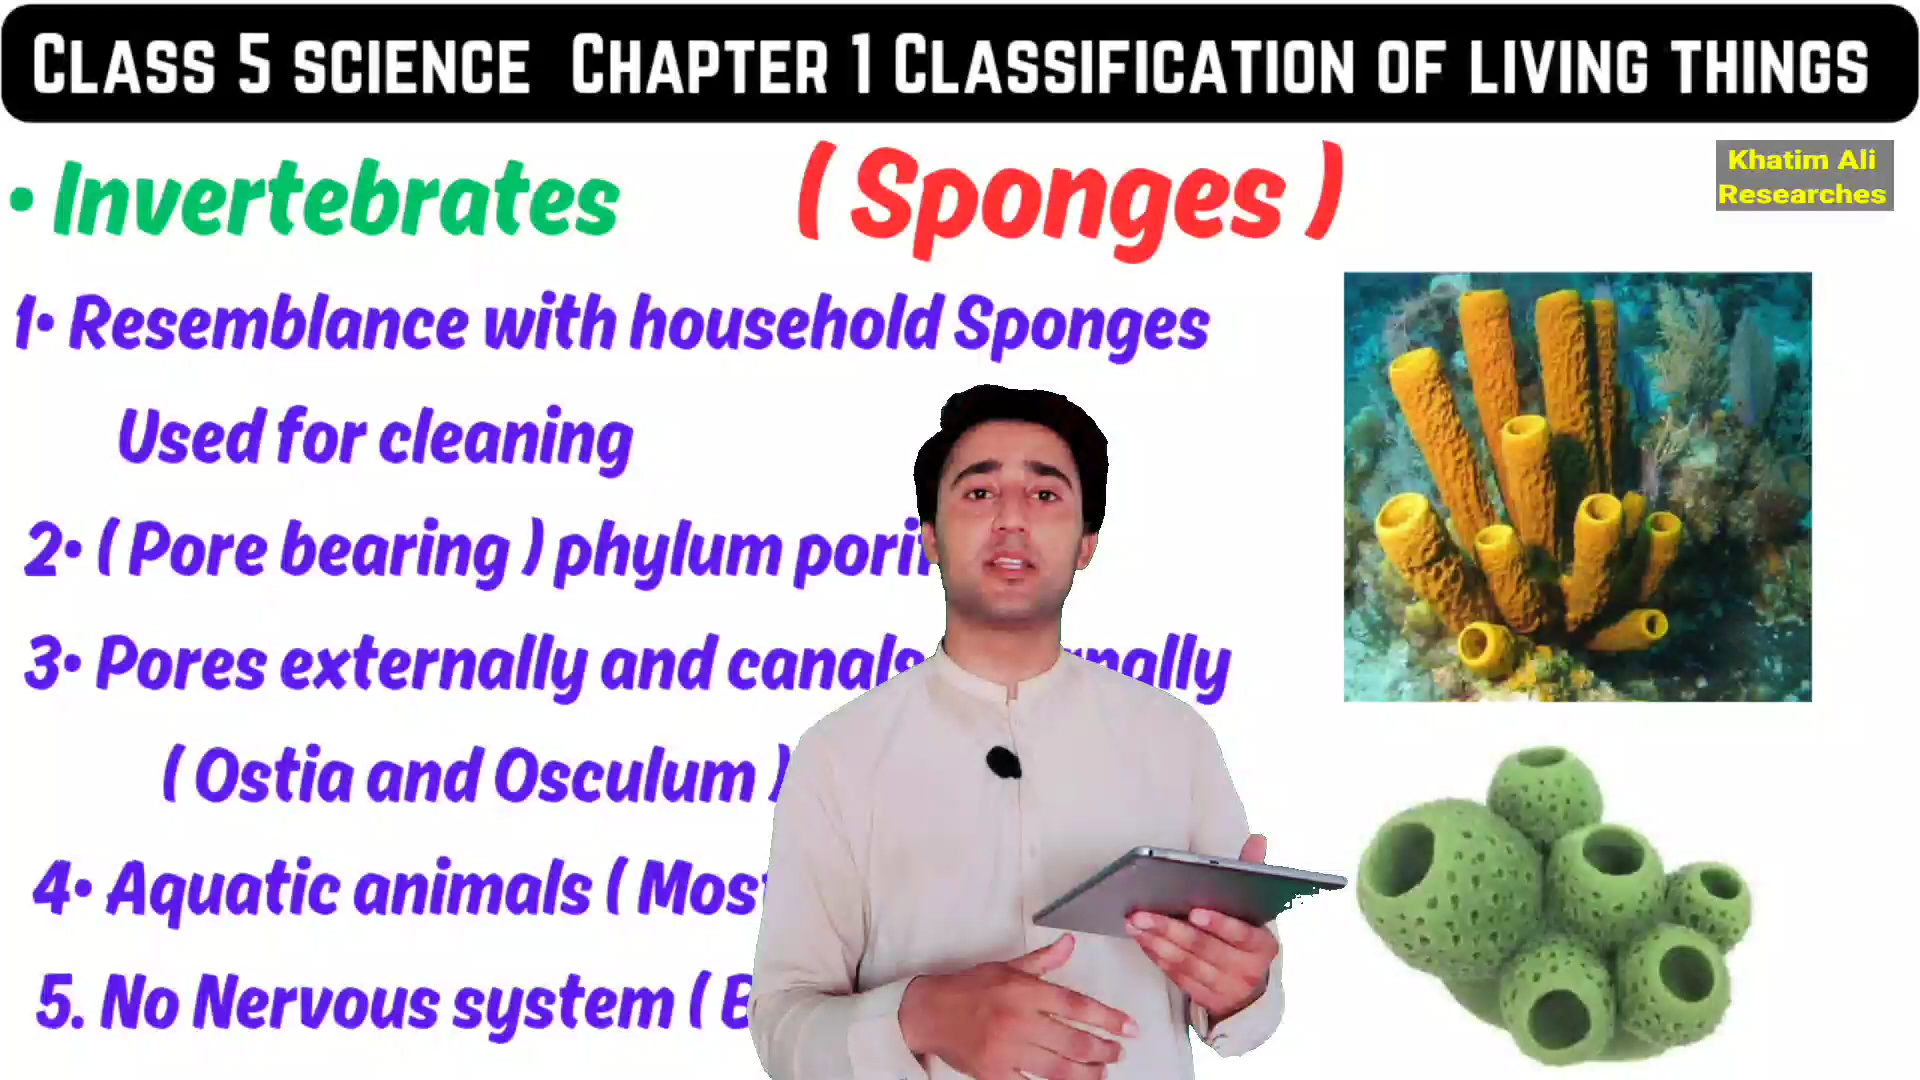 CLASS 5 SCIENCE CHAPTER 1 CLASSIFICATION OF LIVING THINGS
• Invertebrates ( Sponges )
Khatim Ali
Researches
1• Resemblance with household Sponges
Used for cleaning
2• ( Pore bearing ) phylum
3• Pores externally and canals
( Ostia and Osculum )
4• Aquatic animals (
5. No Nervous system (